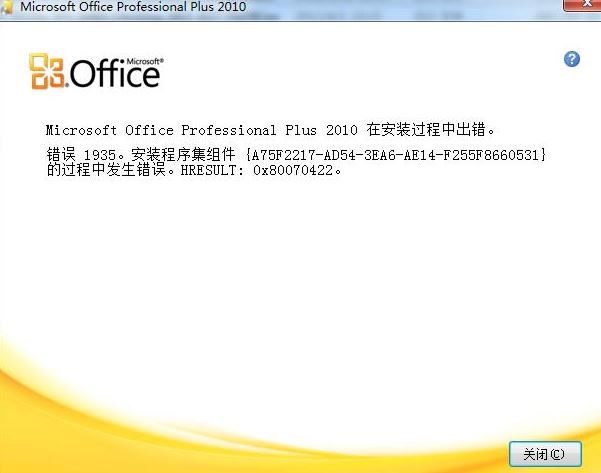 Microsoft Office Professional Plus 2010
Microsoft®
Office
Microsoft Office Professional Plus 2010 在安装过程中出错。
错误 1935。安装程序集组件 {A75F2217-AD54-3EA6-AE14-F255F8660531}
的过程中发生错误。HRESULT: 0x80070422。
关闭(C)